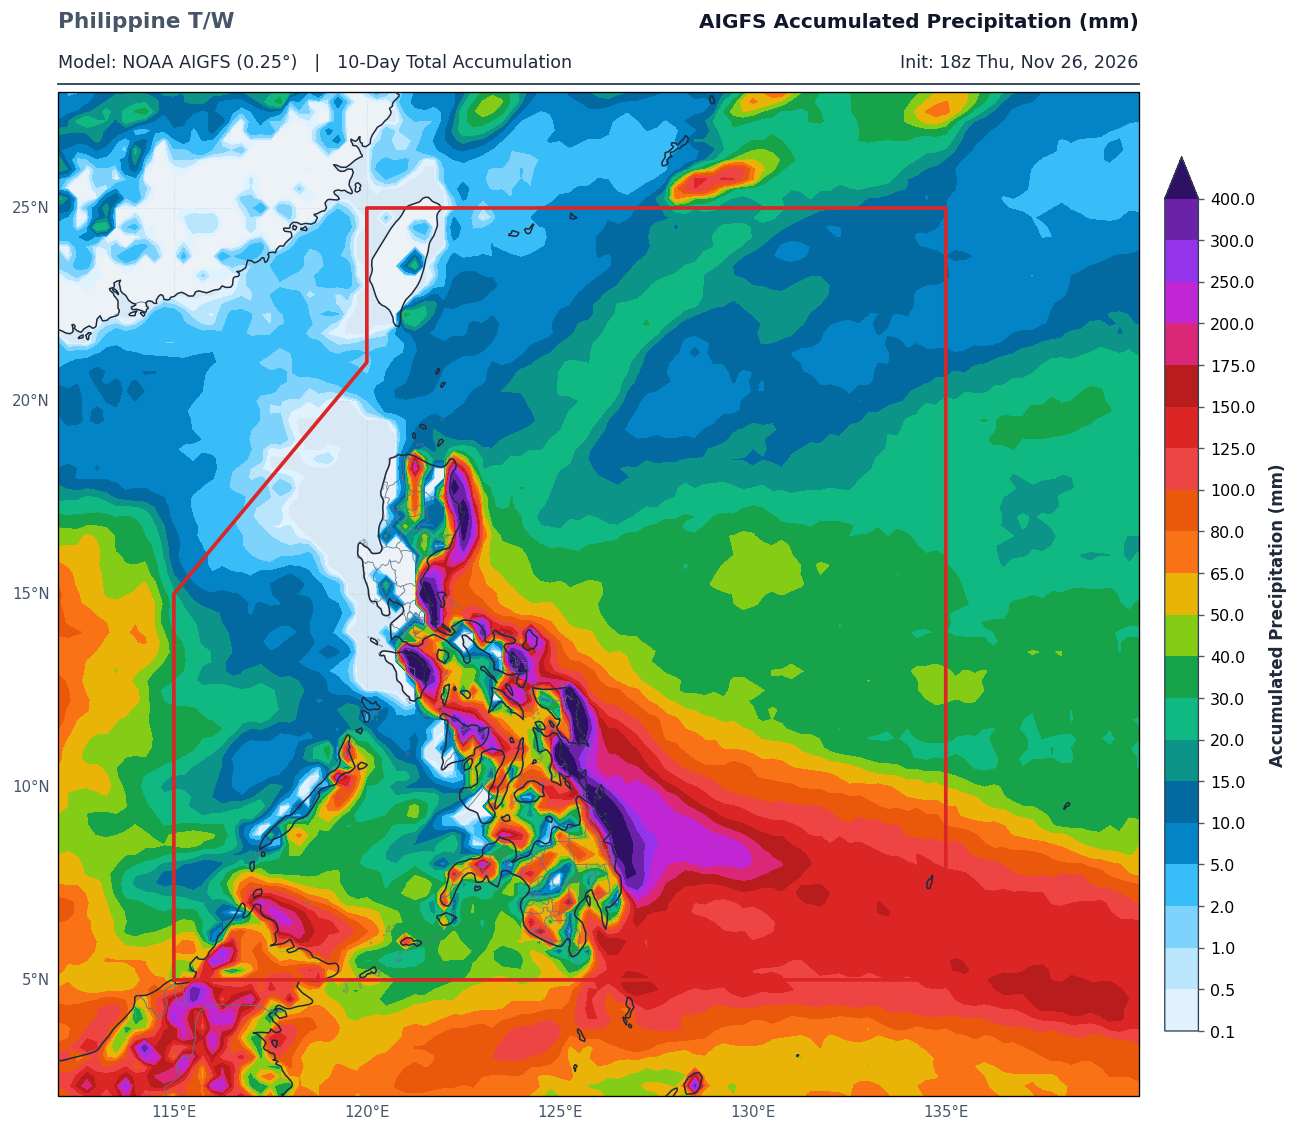 Philippine T/W
AIGFS Accumulated Precipitation (mm)
Model: NOAA AIGFS (0.25°)   |   10-Day Total Accumulation
Init: 18z Thu, Nov 26, 2026
25°N
20°N
15°N
10°N
5°N
115°E
120°E
125°E
130°E
135°E
400.0
300.0
250.0
200.0
175.0
150.0
125.0
100.0
80.0
65.0
50.0
40.0
30.0
20.0
15.0
10.0
5.0
2.0
1.0
0.5
0.1
Accumulated Precipitation (mm)